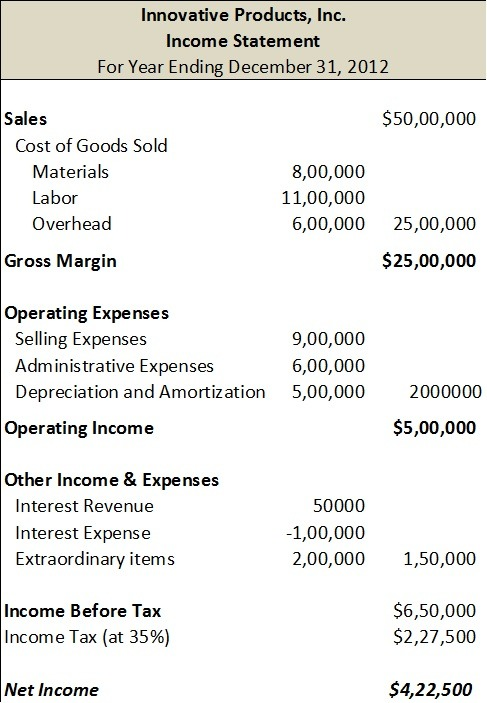 Innovative Products, Inc.
Income Statement
For Year Ending December 31, 2012
Sales $50,00,000
Cost of Goods Sold
Materials 8,00,000
Labor 11,00,000
Overhead 6,00,000 25,00,000
Gross Margin $25,00,000
Operating Expenses
Selling Expenses 9,00,000
Administrative Expenses 6,00,000
Depreciation and Amortization 5,00,000 2000000
Operating Income $5,00,000
Other Income & Expenses
Interest Revenue 50000
Interest Expense -1,00,000
Extraordinary items 2,00,000 1,50,000
Income Before Tax $6,50,000
Income Tax (at 35%) $2,27,500
Net Income $4,22,500